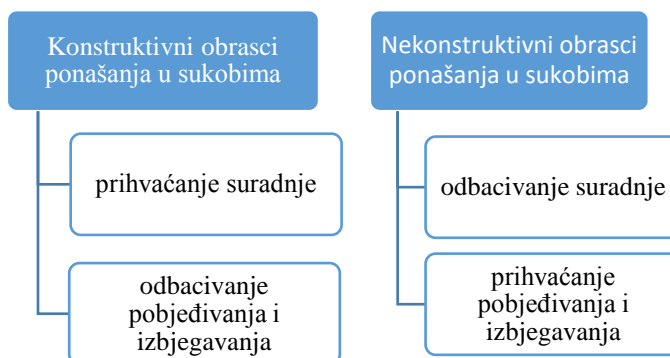 Konstruktivni obrasci
ponašanja u sukobima
prihvaćanje suradnje
odbacivanje
pobjeđivanja i
izbjegavanja
Nekonstruktivni obrasci
ponašanja u sukobima
odbacivanje suradnje
prihvaćanje
pobjeđivanja i
izbjegavanja